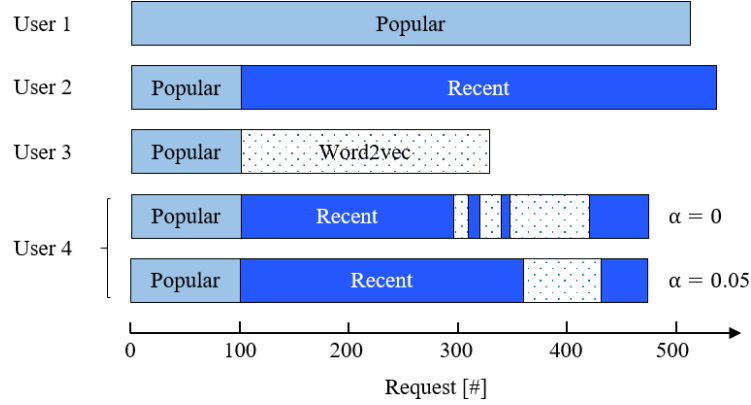 User 1 Popular
User 2 Popular Recent
User 3 Popular Word2vec
User 4
Popular Recent α = 0
Popular Recent α = 0.05
0 100 200 300 400 500
Request [#]